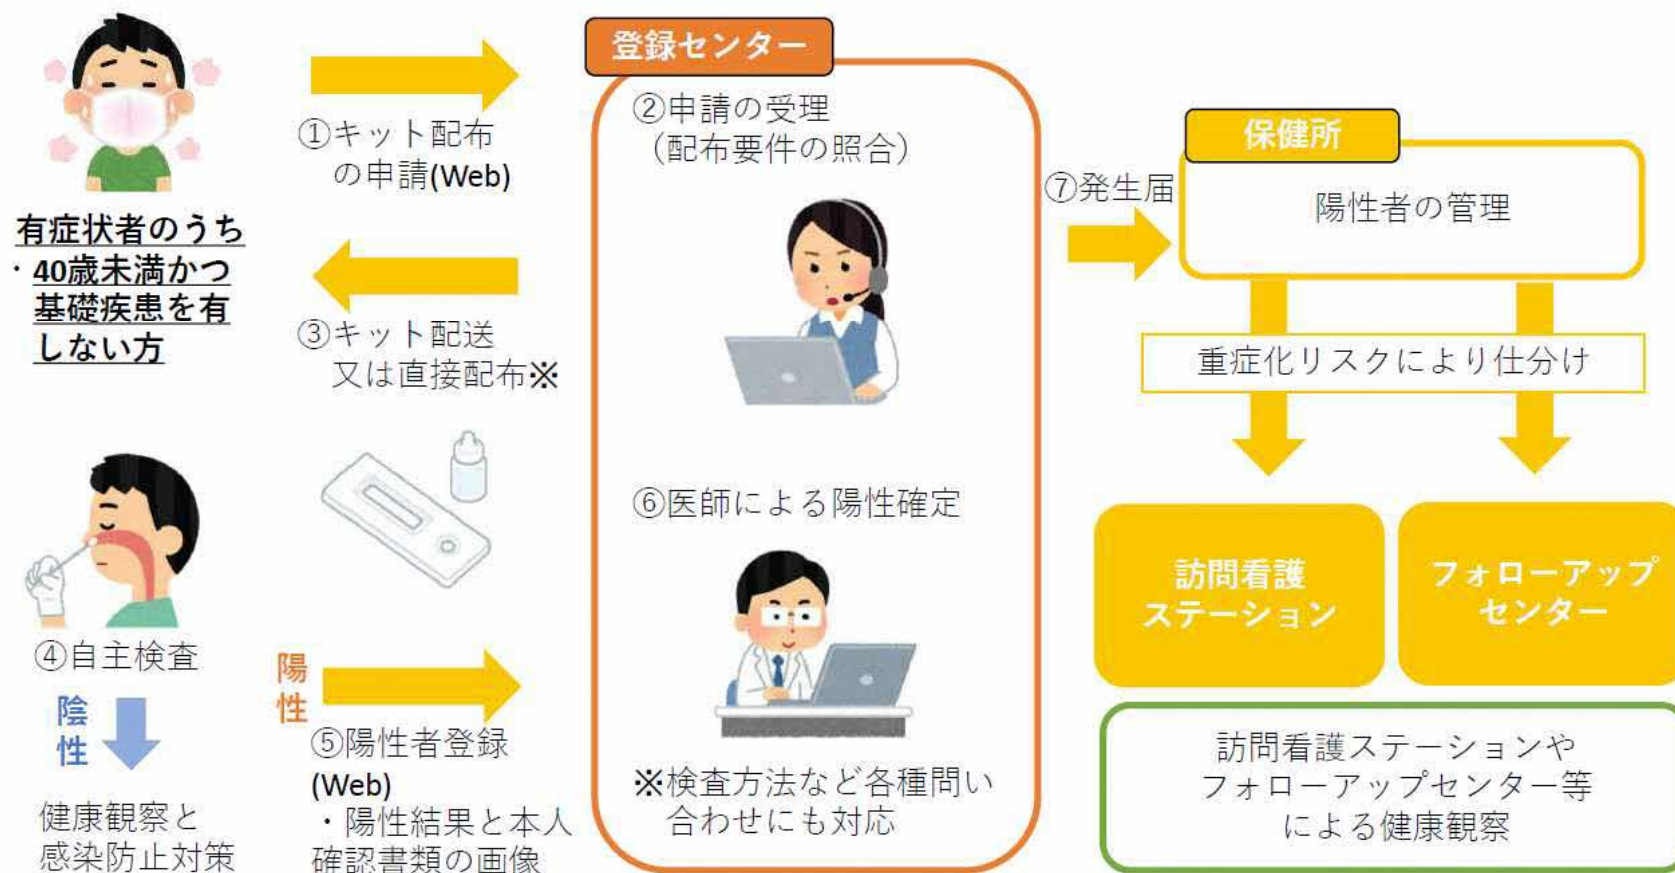 有症状者のうち
・40歳未満かつ
基礎疾患を有
しない方
①キット配布
の申請(Web)
③キット配送
又は直接配布※
④自主検査
陰
性
健康観察と
感染防止対策
陽
性
⑤陽性者登録
(Web)
・陽性結果と本人
確認書類の画像
登録センター
②申請の受理
（配布要件の照合）
⑥医師による陽性確定
※検査方法など各種問い
合わせにも対応
⑦発生届
保健所
陽性者の管理
重症化リスクにより仕分け
訪問看護
ステーション
フォローアップ
センター
訪問看護ステーションや
フォローアップセンター等
による健康観察